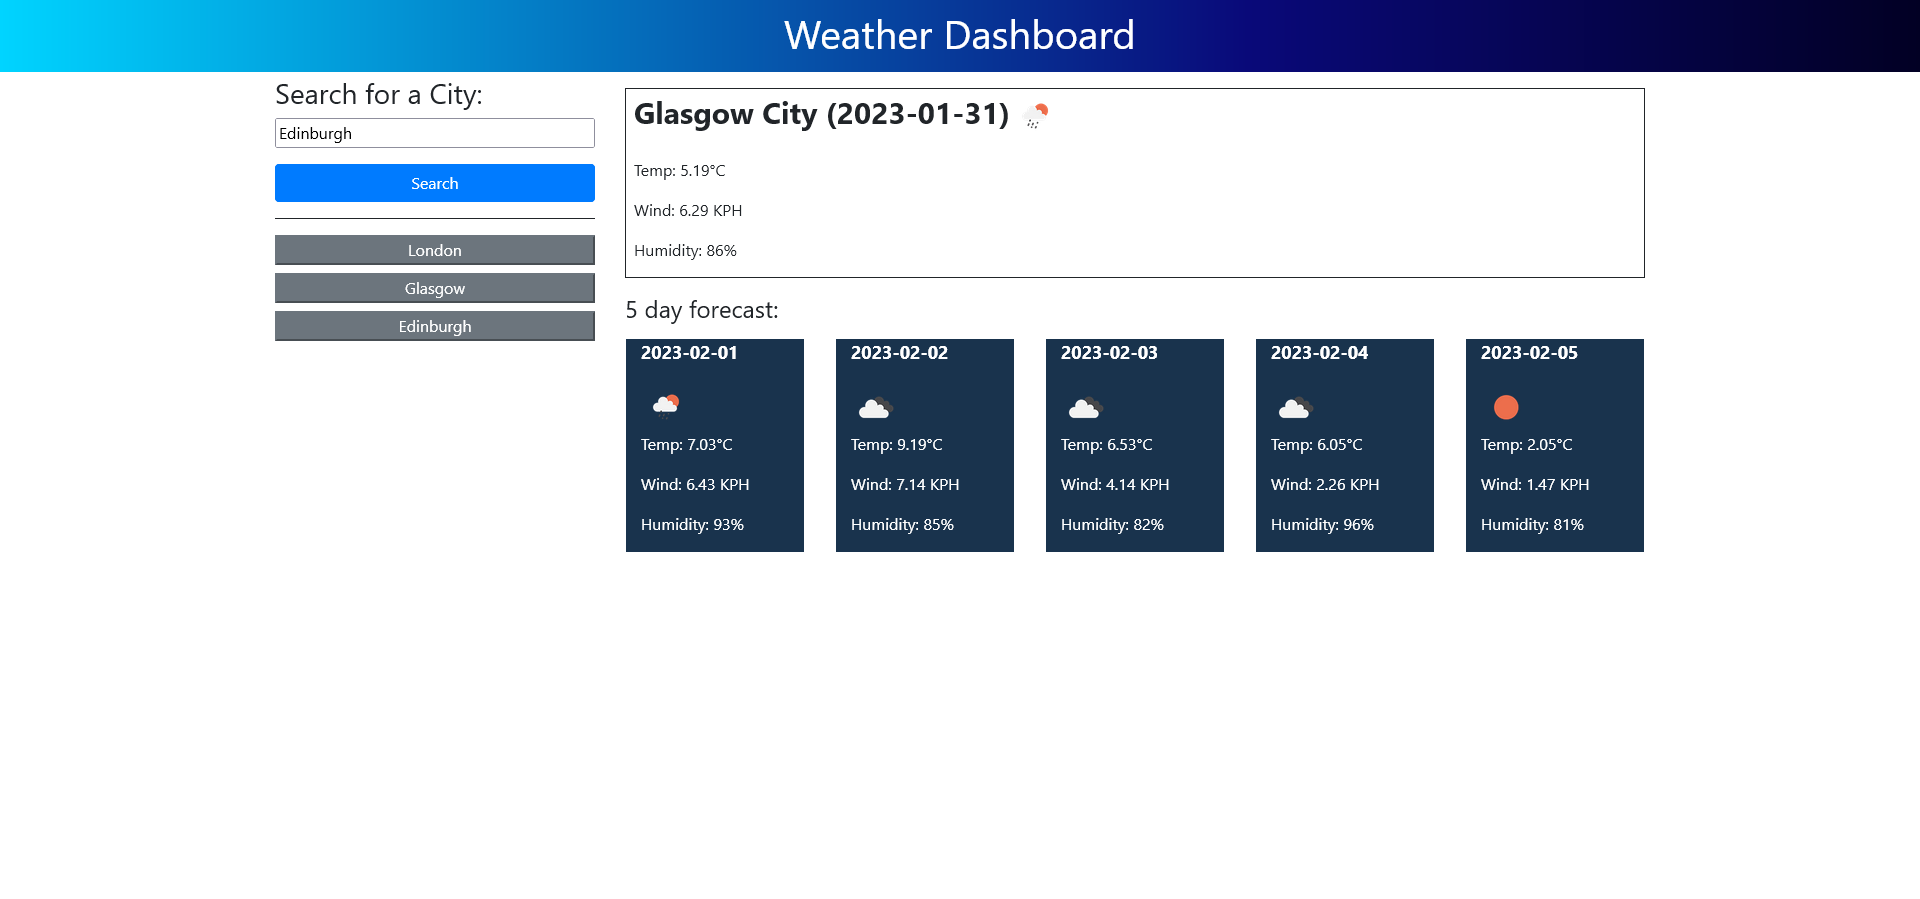 Weather Dashboard
Search for a City:
Edinburgh
Search
London
Glasgow
Edinburgh
Glasgow City (2023-01-31)
Temp: 5.19°C
Wind: 6.29 KPH
Humidity: 86%
5 day forecast:
2023-02-01
Temp: 7.03°C
Wind: 6.43 KPH
Humidity: 93%
2023-02-02
Temp: 9.19°C
Wind: 7.14 KPH
Humidity: 85%
2023-02-03
Temp: 6.53°C
Wind: 4.14 KPH
Humidity: 82%
2023-02-04
Temp: 6.05°C
Wind: 2.26 KPH
Humidity: 96%
2023-02-05
Temp: 2.05°C
Wind: 1.47 KPH
Humidity: 81%